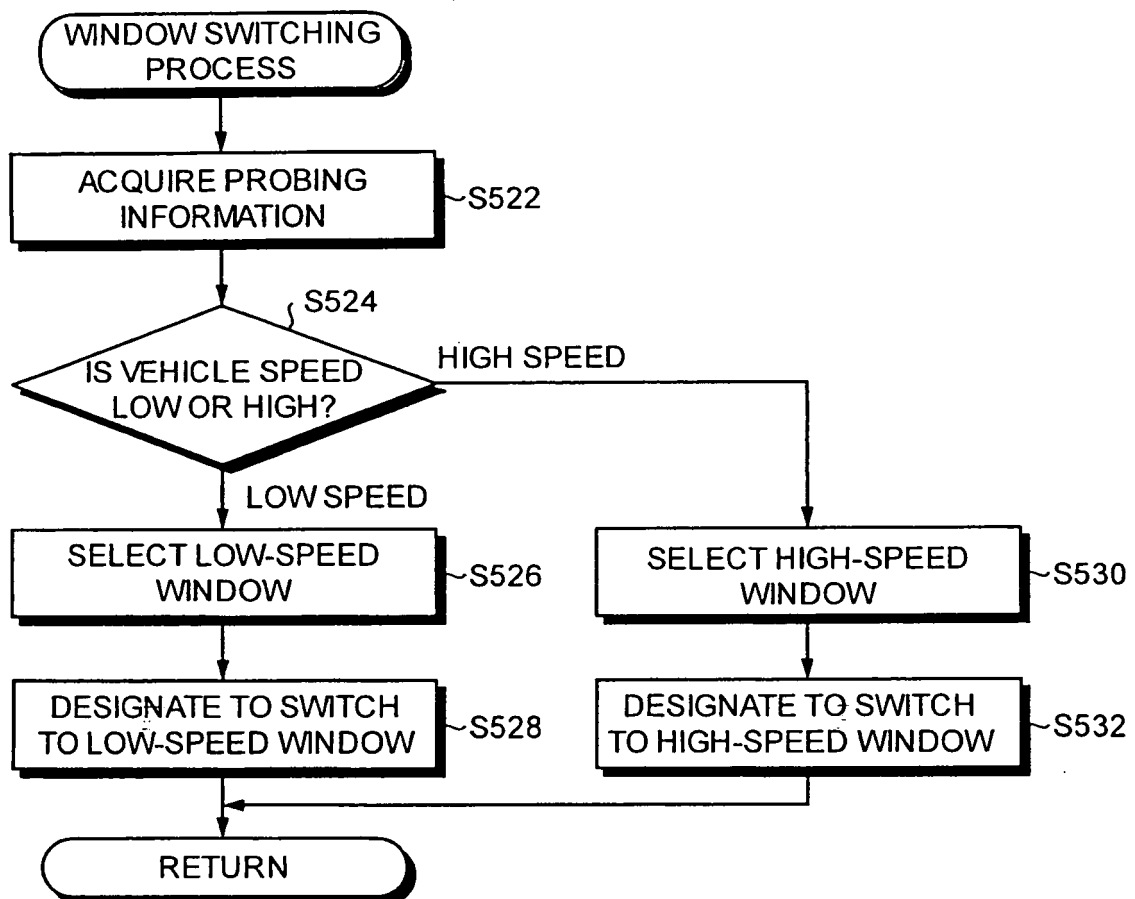 WINDOW SWITCHING
PROCESS
ACQUIRE PROBING
INFORMATION
S522
S524
IS VEHICLE SPEED
LOW OR HIGH?
HIGH SPEED
LOW SPEED
SELECT LOW-SPEED
WINDOW
S526
SELECT HIGH-SPEED
WINDOW
S530
DESIGNATE TO SWITCH
TO LOW-SPEED WINDOW
S528
DESIGNATE TO SWITCH
TO HIGH-SPEED WINDOW
S532
RETURN